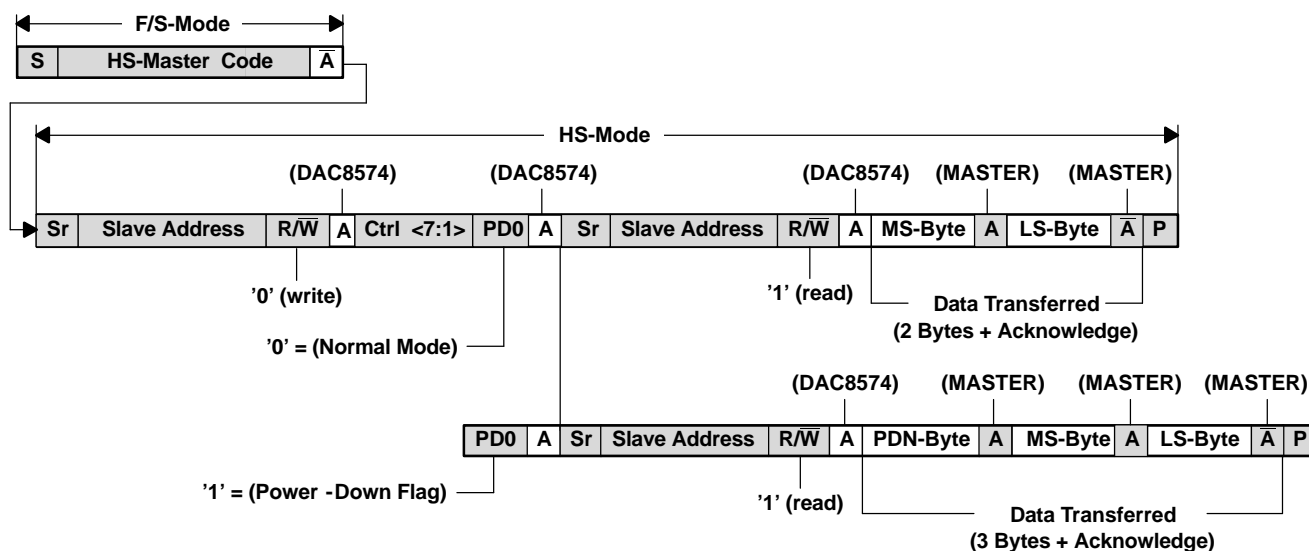 F/S-Mode
S HS-Master Code A̅
HS-Mode
(DAC8574) (DAC8574) (DAC8574) (MASTER) (MASTER)
Sr Slave Address R/W̅ A Ctrl <7:1> PD0 A Sr Slave Address R/W̅ A MS-Byte A LS-Byte A̅ P
’0’ (write) ’1’ (read) Data Transferred
(2 Bytes + Acknowledge)
’0’ = (Normal Mode)
(DAC8574) (MASTER) (MASTER) (MASTER)
PD0 A Sr Slave Address R/W̅ A PDN-Byte A MS-Byte A LS-Byte A̅ P
’1’ = (Power -Down Flag) ’1’ (read) Data Transferred
(3 Bytes + Acknowledge)